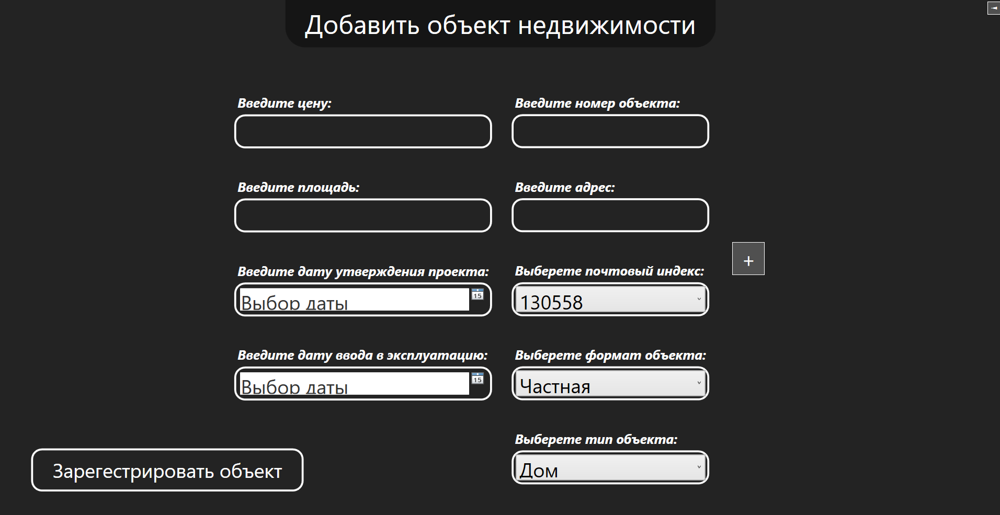 Добавить объект недвижимости
Введите цену:
Введите номер объекта:
Введите площадь:
Введите адрес:
Введите дату утверждения проекта:
Выберете почтовый индекс:
+
Выбор даты
15
130558
Введите дату ввода в эксплуатацию:
Выберете формат объекта:
Выбор даты
15
Частная
Выберете тип объекта:
Зарегестрировать объект
Дом